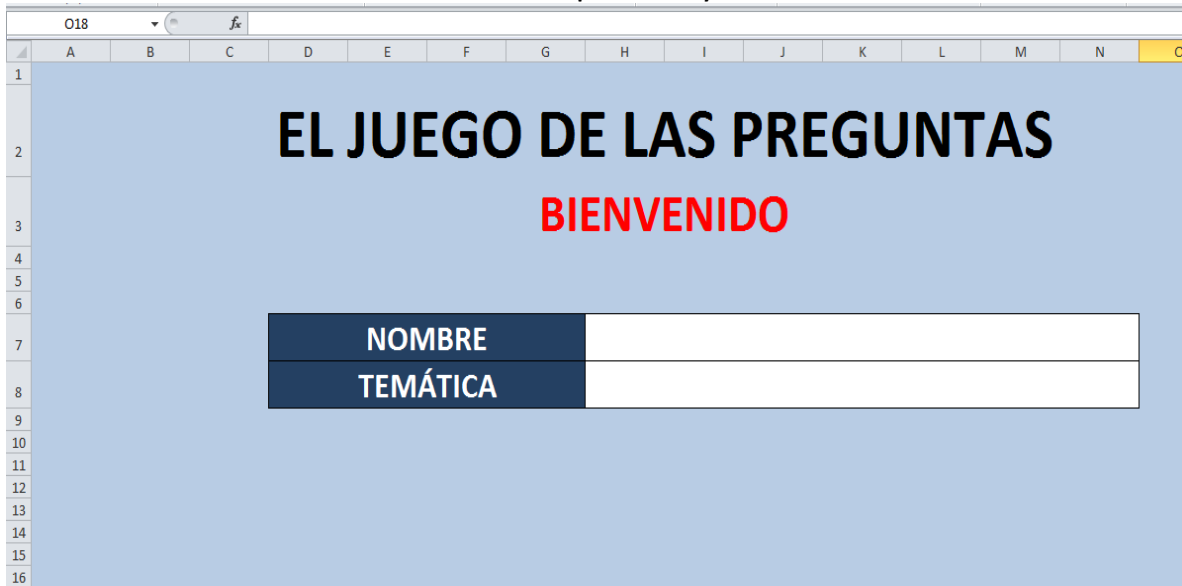 O18 fx
A B C D E F G H I J K L M N O
1
2 EL JUEGO DE LAS PREGUNTAS
3 BIENVENIDO
4
5
6
7 NOMBRE
8 TEMÁTICA
9
10
11
12
13
14
15
16